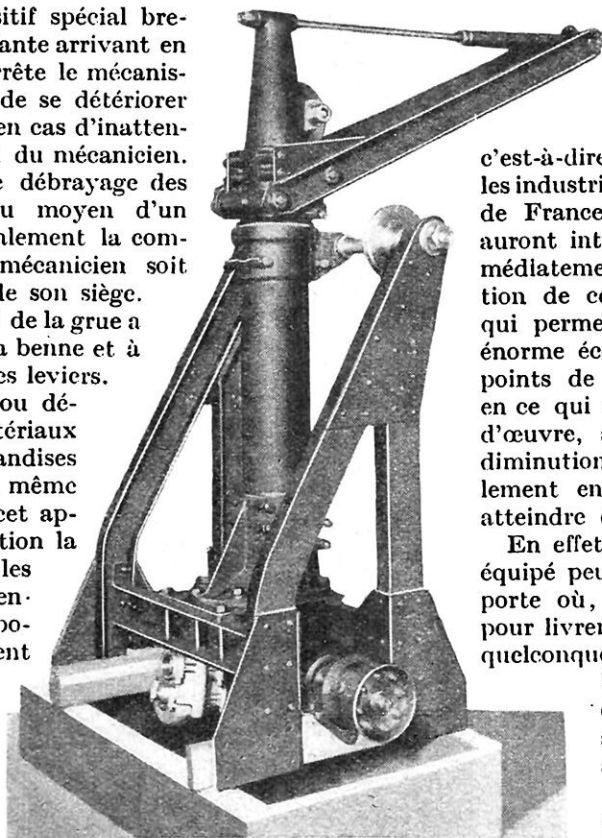 sitif spécial bre-
ante arrivant en
rrête le mécanis-
de se détériorer
en cas d'inatten-
du mécanicien.
e débrayage des
u moyen d'un
alement la com-
mécanicien soit
de son siège.
de la grue a
a benne et à
es leviers.
ou dé-
tériaux
andises
même
cet ap-
tion la
les
en-
po-
ent
c'est-à-dire
les industri
de France
auront int
médiateme
tion de ce
qui perme
énorme éc
points de
en ce qui
d'œuvre, s
diminution
lement en
atteindre
En effet
équipé peu
porte où,
pour livrer
quelconque